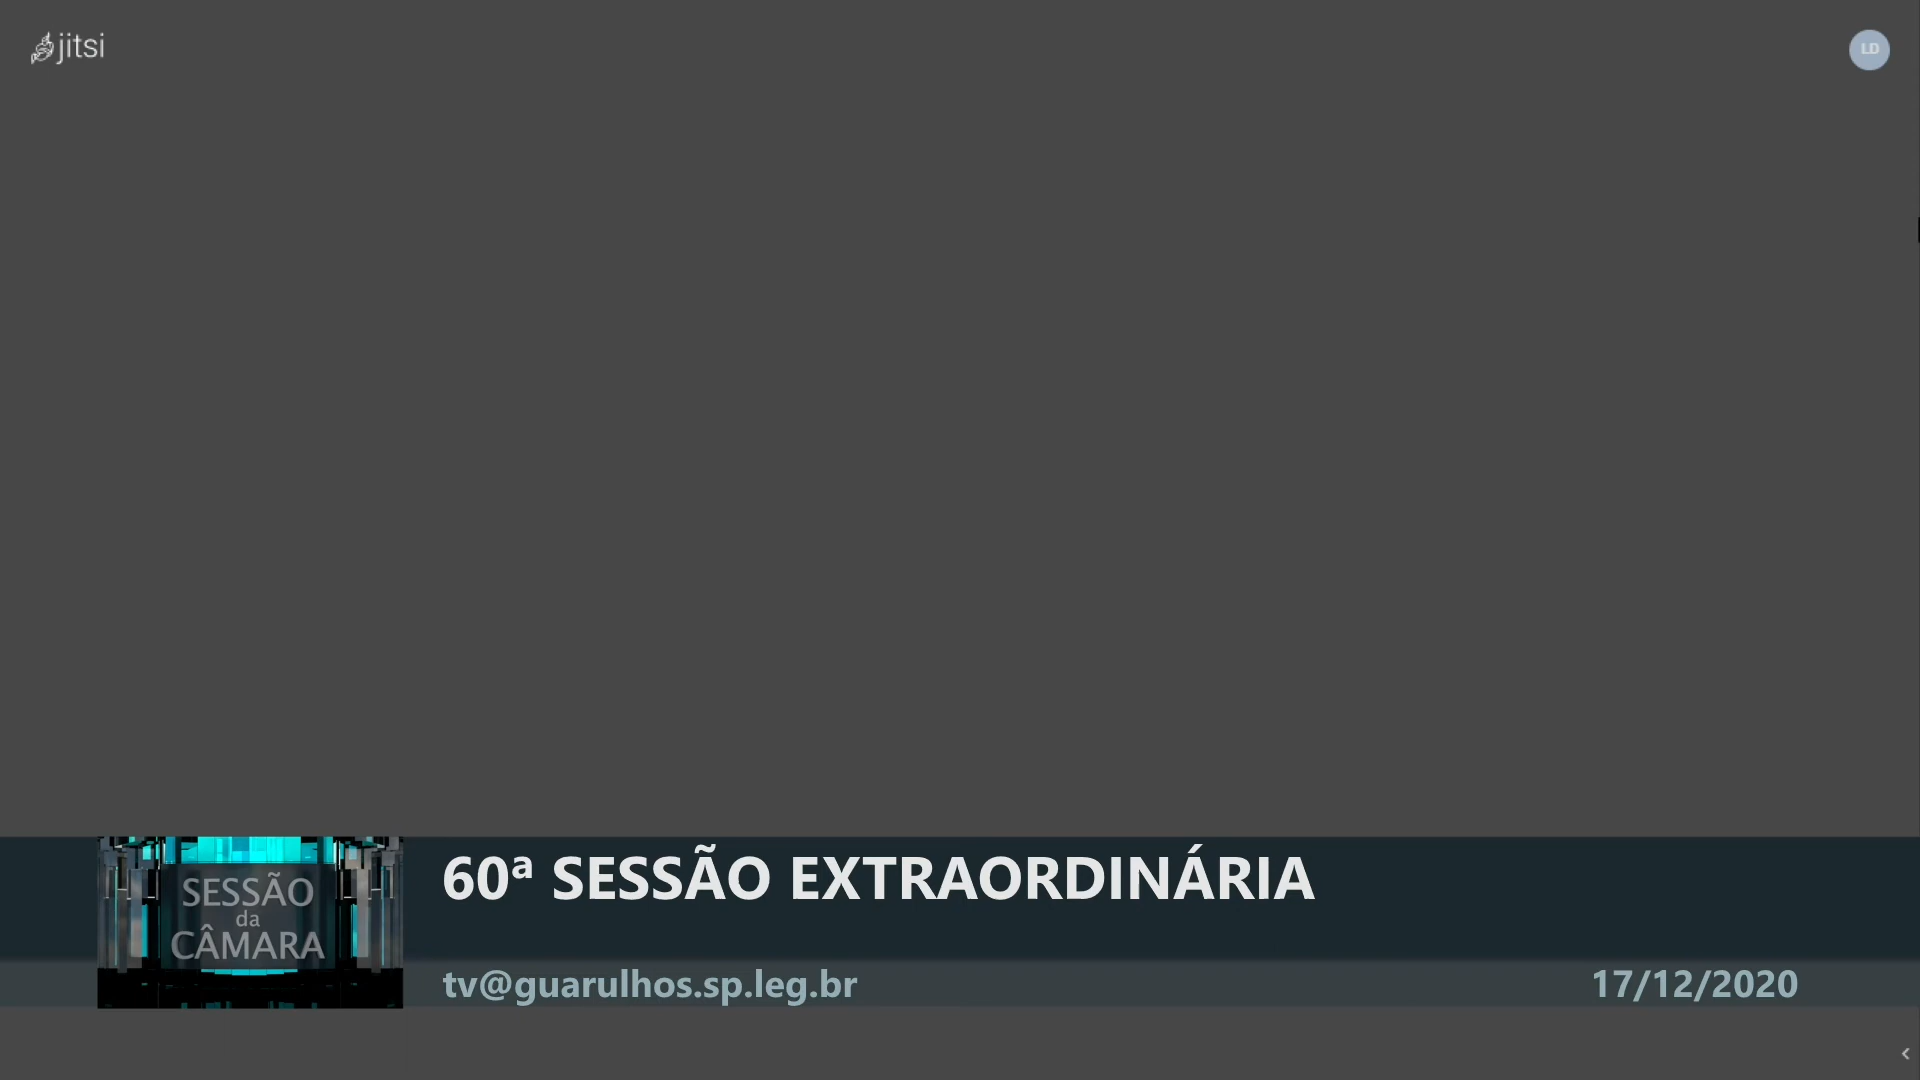 jitsi
LD
60ª SESSÃO EXTRAORDINÁRIA
SESSÃO
da
CÂMARA
tv@guarulhos.sp.leg.br
17/12/2020